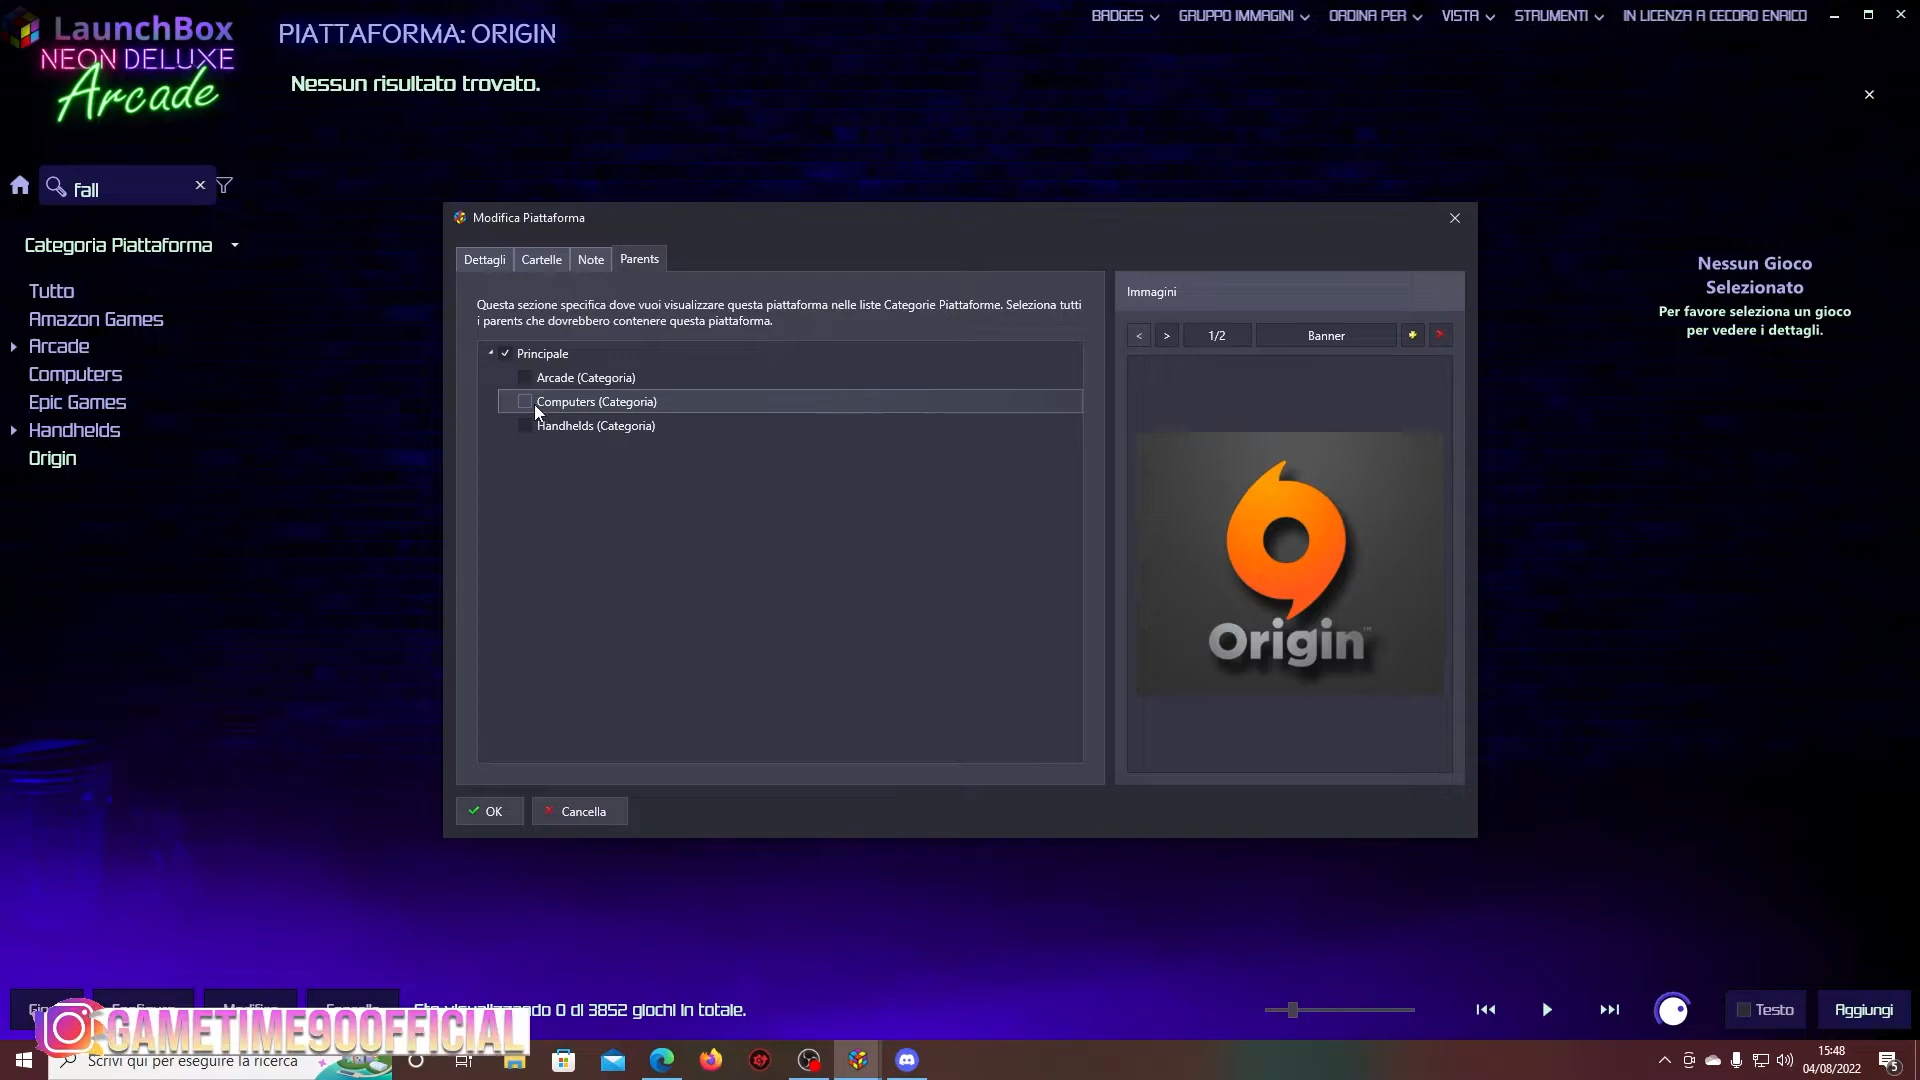 LaunchBox
NEON DELUXE
Arcade
PIATTAFORMA: ORIGIN
Nessun risultato trovato.
BADGES
GRUPPO IMMAGINI
ORDINA PER
VISTA
STRUMENTI
IN LICENZA A CECORO ENRICO
fall
Categoria Piattaforma
Tutto
Amazon Games
Arcade
Computers
Epic Games
Handhelds
Origin
Modifica Piattaforma
Dettagli
Cartelle
Note
Parents
Questa sezione specifica dove vuoi visualizzare questa piattaforma nelle liste Categorie Piattaforme. Seleziona tutti
i parents che dovrebbero contenere questa piattaforma.
Principale
Arcade (Categoria)
Computers (Categoria)
Handhelds (Categoria)
Immagini
<
>
1/2
Banner
Origin™
OK
Cancella
Nessun Gioco
Selezionato
Per favore seleziona un gioco
per vedere i dettagli.
0 di 3852 giochi in totale.
Testo
Aggiungi
GAMETIME90OFFICIAL
Scrivi qui per eseguire la ricerca
15:48
04/08/2022
5